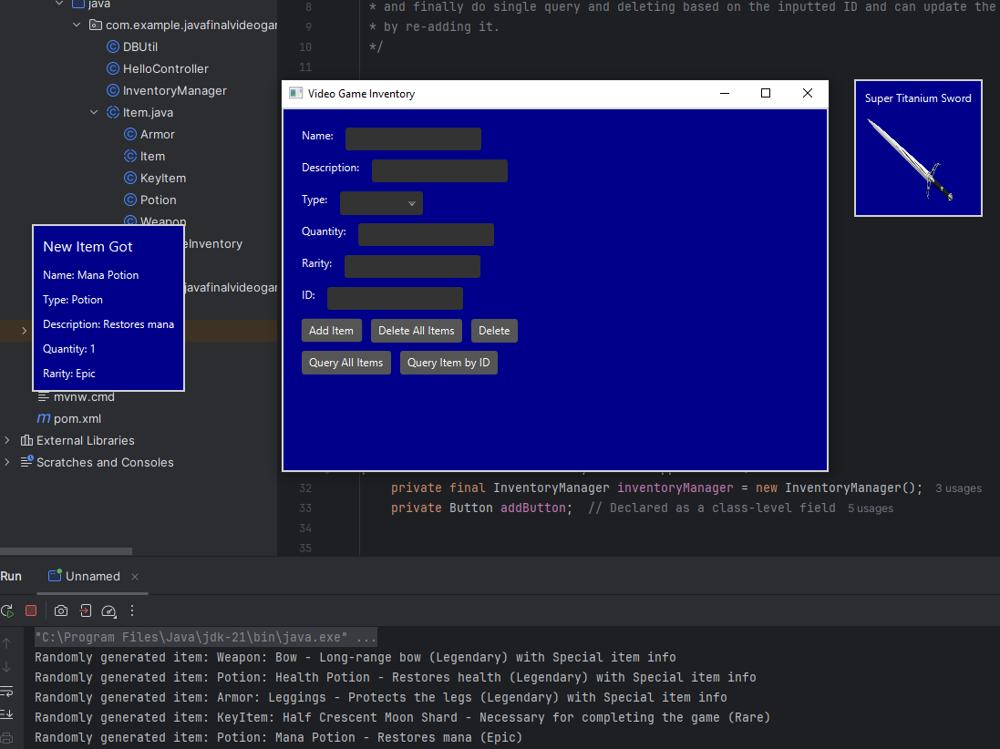 java
com.example.javafinalvideogar
DBUtil
HelloController
InventoryManager
Item.java
Armor
Item
KeyItem
Potion
Weapon
eInventory
javafinalvideogar
New Item Got
Name: Mana Potion
Type: Potion
Description: Restores mana
Quantity: 1
Rarity: Epic
mvnw.cmd
m pom.xml
External Libraries
Scratches and Consoles
8 * and finally do single query and deleting based on the inputted ID and can update the
9 * by re-adding it.
10 */
11
Video Game Inventory
Name:
Description:
Type:
Quantity:
Rarity:
ID:
Add Item Delete All Items Delete
Query All Items Query Item by ID
Super Titanium Sword
32 private final InventoryManager inventoryManager = new InventoryManager(); 3 usages
33 private Button addButton; // Declared as a class-level field 5 usages
34
35
Run Unnamed
"C:\Program Files\Java\jdk-21\bin\java.exe" ...
Randomly generated item: Weapon: Bow - Long-range bow (Legendary) with Special item info
Randomly generated item: Potion: Health Potion - Restores health (Legendary) with Special item info
Randomly generated item: Armor: Leggings - Protects the legs (Legendary) with Special item info
Randomly generated item: KeyItem: Half Crescent Moon Shard - Necessary for completing the game (Rare)
Randomly generated item: Potion: Mana Potion - Restores mana (Epic)